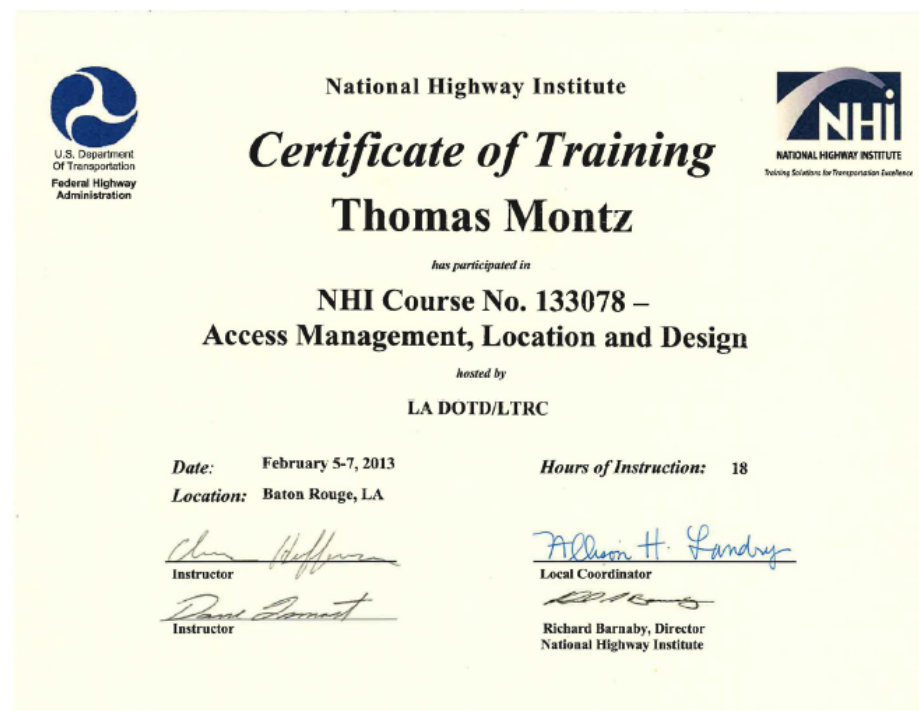 National Highway Institute
Certificate of Training
Thomas Montz
has participated in
NHI Course No. 133078 –
Access Management, Location and Design
hosted by
LA DOTD/LTRC
U.S. Department
Of Transportation
Federal Highway
Administration
NHI
NATIONAL HIGHWAY INSTITUTE
Training Solutions for Transportation Excellence
Date: February 5-7, 2013
Location: Baton Rouge, LA
Hours of Instruction: 18
Instructor
Instructor
Allison H. Landry
Local Coordinator
Richard Barnaby, Director
National Highway Institute